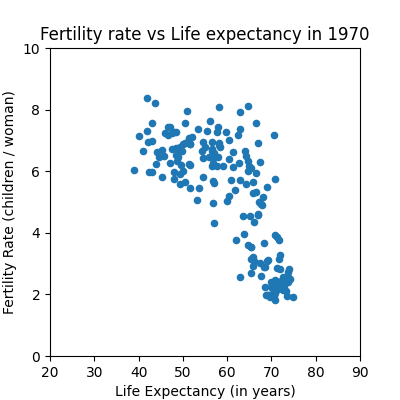 Fertility rate vs Life expectancy in 1970
Fertility Rate (children / woman)
10
8
6
4
2
0
20 30 40 50 60 70 80 90
Life Expectancy (in years)